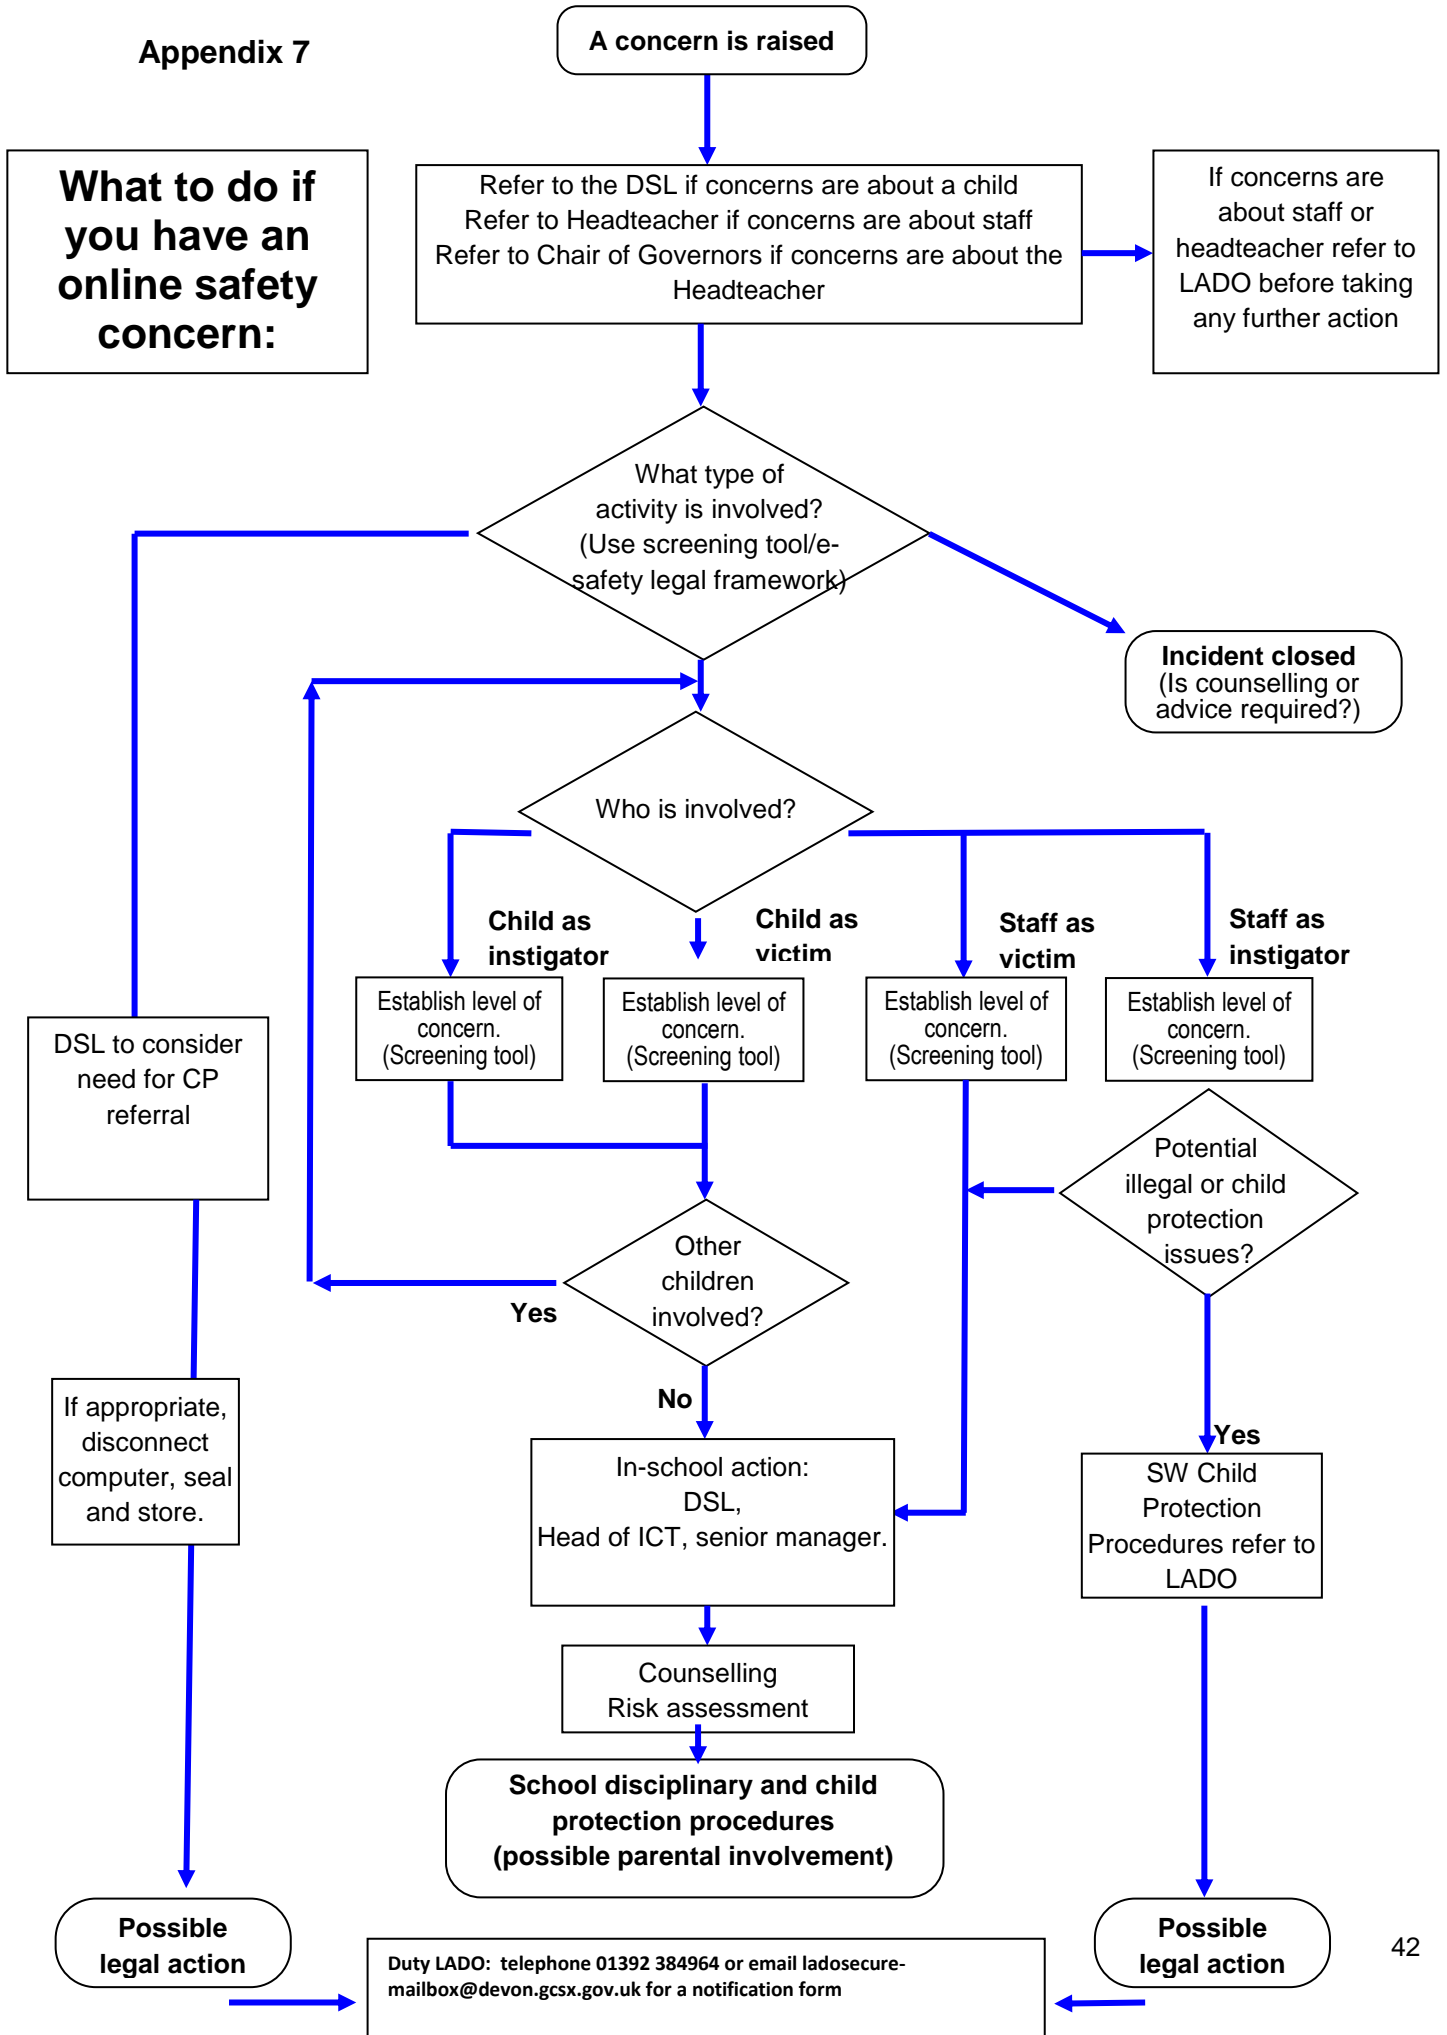 Appendix 7
A concern is raised
What to do if
you have an
online safety
concern:
Refer to the DSL if concerns are about a child
Refer to Headteacher if concerns are about staff
Refer to Chair of Governors if concerns are about the
Headteacher
If concerns are
about staff or
headteacher refer to
LADO before taking
any further action
What type of
activity is involved?
(Use screening tool/e-
safety legal framework)
Incident closed
(Is counselling or
advice required?)
Who is involved?
Child as
instigator
Child as
victim
Staff as
victim
Staff as
instigator
Establish level of
concern.
(Screening tool)
Establish level of
concern.
(Screening tool)
Establish level of
concern.
(Screening tool)
Establish level of
concern.
(Screening tool)
DSL to consider
need for CP
referral
Potential
illegal or child
protection
issues?
Other
children
involved?
Yes
No
If appropriate,
disconnect
computer, seal
and store.
In-school action:
DSL,
Head of ICT, senior manager.
Yes
SW Child
Protection
Procedures refer to
LADO
Counselling
Risk assessment
School disciplinary and child
protection procedures
(possible parental involvement)
Possible
legal action
Possible
legal action
Duty LADO: telephone 01392 384964 or email ladosecure-
mailbox@devon.gcsx.gov.uk for a notification form
42